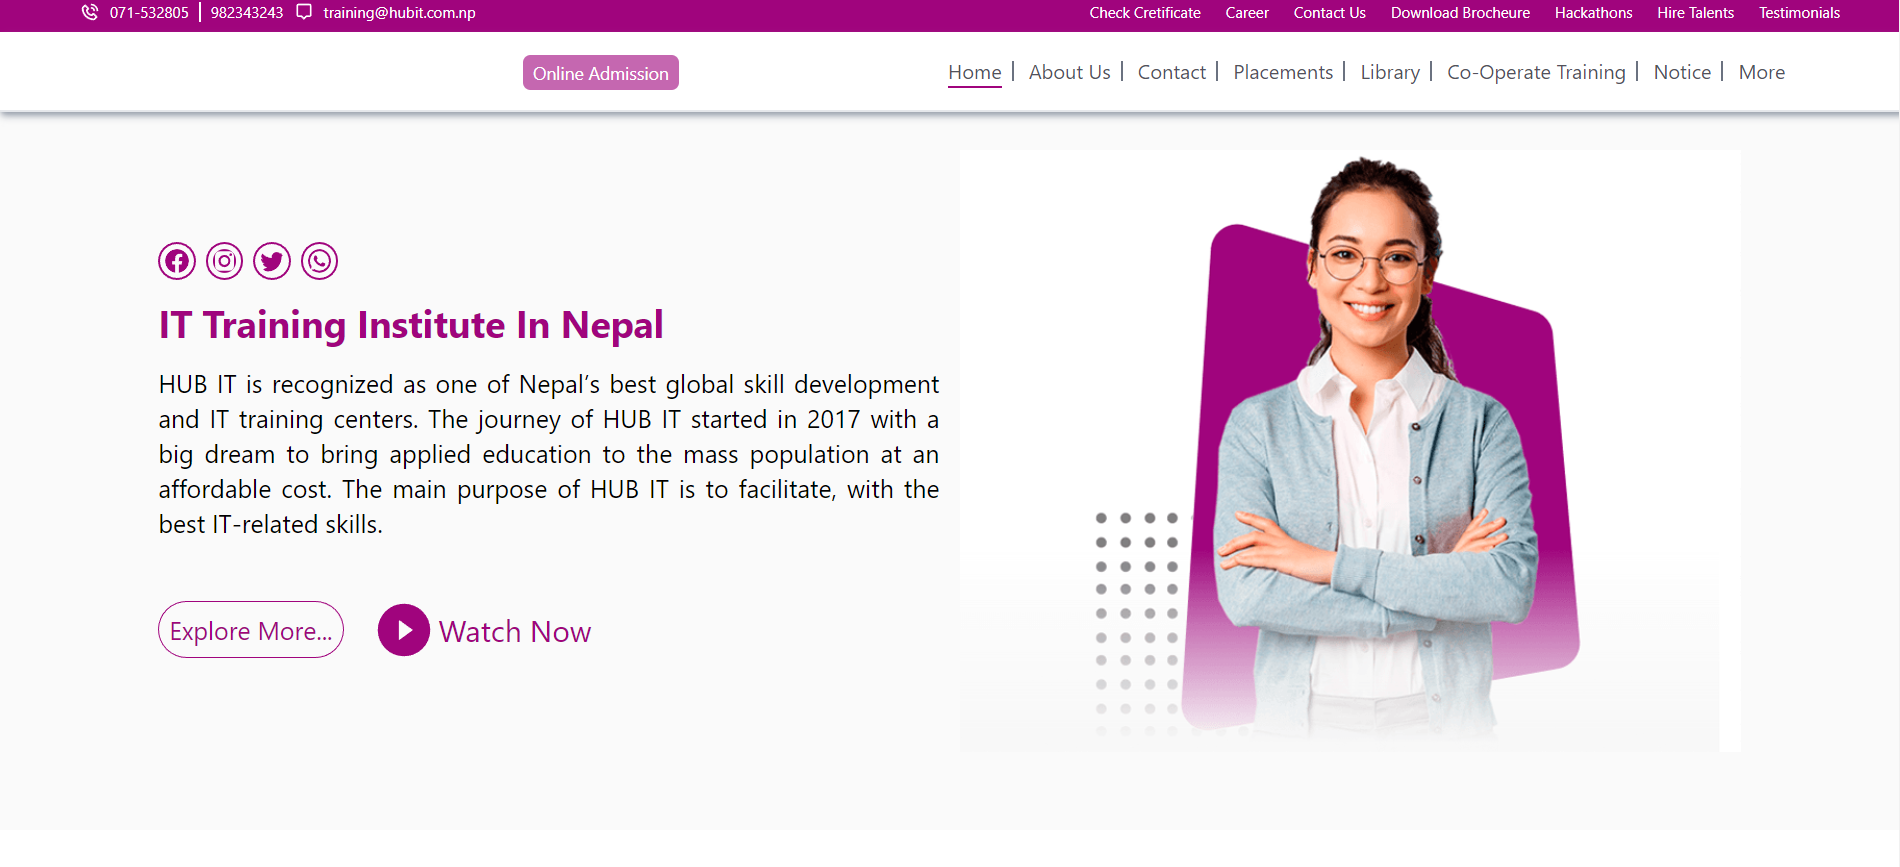 071-532805 | 982343243 training@hubit.com.np Check Cretificate Career Contact Us Download Brocheure Hackathons Hire Talents Testimonials
Online Admission Home | About Us | Contact | Placements | Library | Co-Operate Training | Notice | More
IT Training Institute In Nepal
HUB IT is recognized as one of Nepal’s best global skill development
and IT training centers. The journey of HUB IT started in 2017 with a
big dream to bring applied education to the mass population at an
affordable cost. The main purpose of HUB IT is to facilitate, with the
best IT-related skills.
Explore More... Watch Now